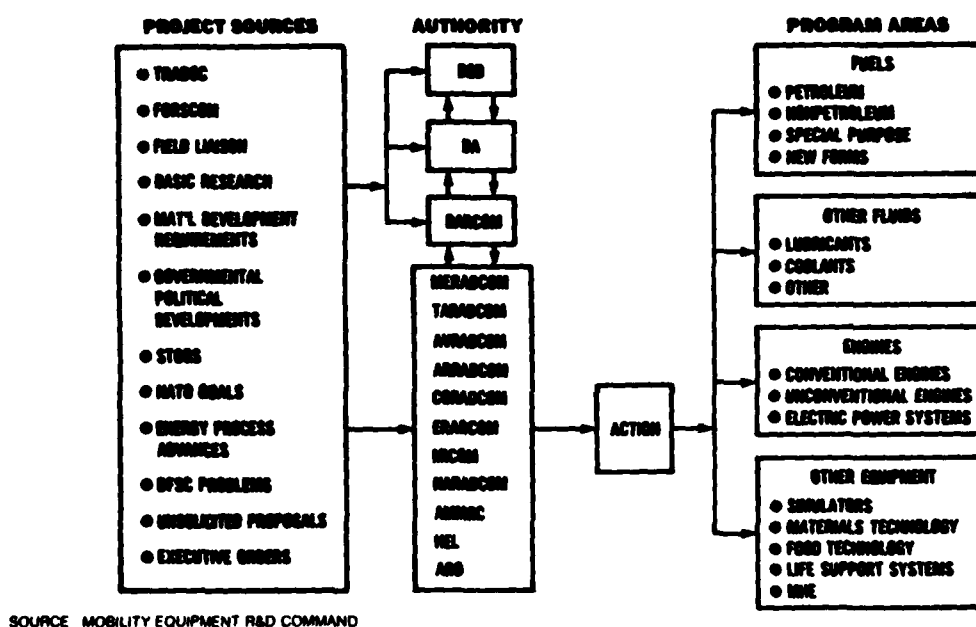 PROJECT SOURCES
● TRADOC
● FORSCOM
● FIELD LIAISON
● BASIC RESEARCH
● MAT'L DEVELOPMENT
REQUIREMENTS
● GOVERNMENTAL
POLITICAL
DEVELOPMENTS
● STOGS
● NATO GOALS
● ENERGY PROCESS
ADVANCES
● DFSC PROBLEMS
● UNSOLICITED PROPOSALS
● EXECUTIVE ORDERS
AUTHORITY
DOD
DA
DARCOM
MERADCOM
TARADCOM
AVRADCOM
ARRADCOM
CORADCOM
ERADCOM
MICOM
NARADCOM
AMMRC
HEL
ARO
ACTION
PROGRAM AREAS
FUELS
● PETROLEUM
● NONPETROLEUM
● SPECIAL PURPOSE
● NEW FORMS
OTHER FLUIDS
● LUBRICANTS
● COOLANTS
● OTHER
ENGINES
● CONVENTIONAL ENGINES
● UNCONVENTIONAL ENGINES
● ELECTRIC POWER SYSTEMS
OTHER EQUIPMENT
● SIMULATORS
● MATERIALS TECHNOLOGY
● FOOD TECHNOLOGY
● LIFE SUPPORT SYSTEMS
● MHE
SOURCE MOBILITY EQUIPMENT R&D COMMAND